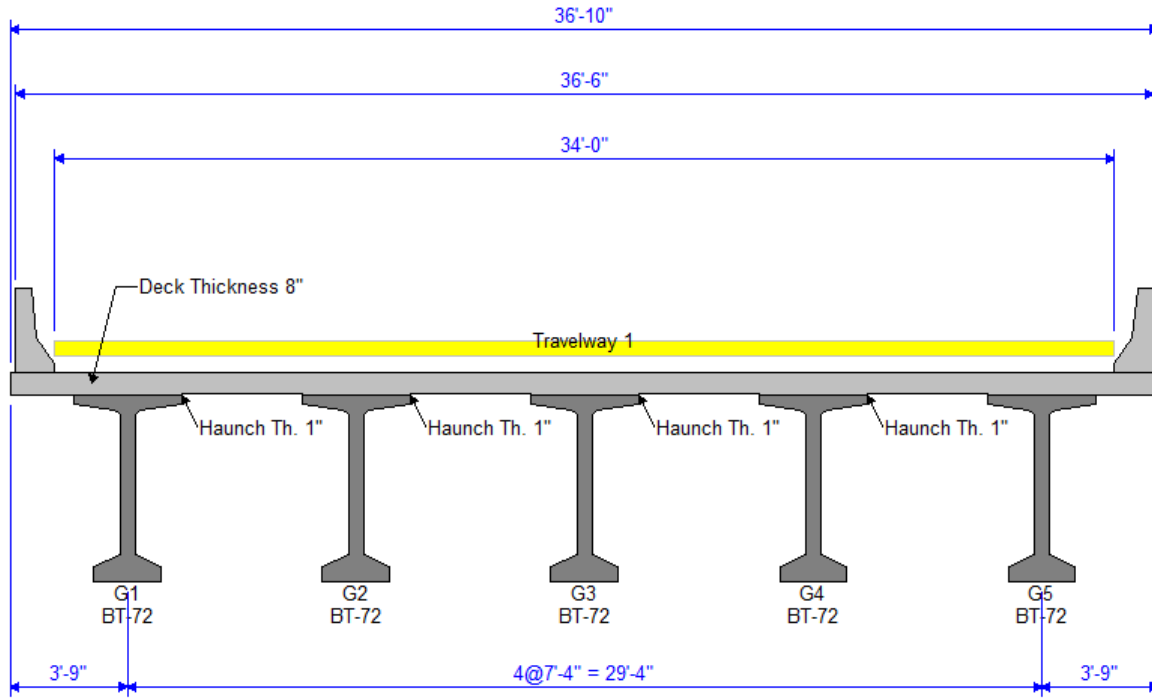 36'-10"
36'-6"
34'-0"
Deck Thickness 8"
Travelway 1
Haunch Th. 1"
Haunch Th. 1"
Haunch Th. 1"
Haunch Th. 1"
G1
BT-72
G2
BT-72
G3
BT-72
G4
BT-72
G5
BT-72
3'-9"
4@7'-4" = 29'-4"
3'-9"